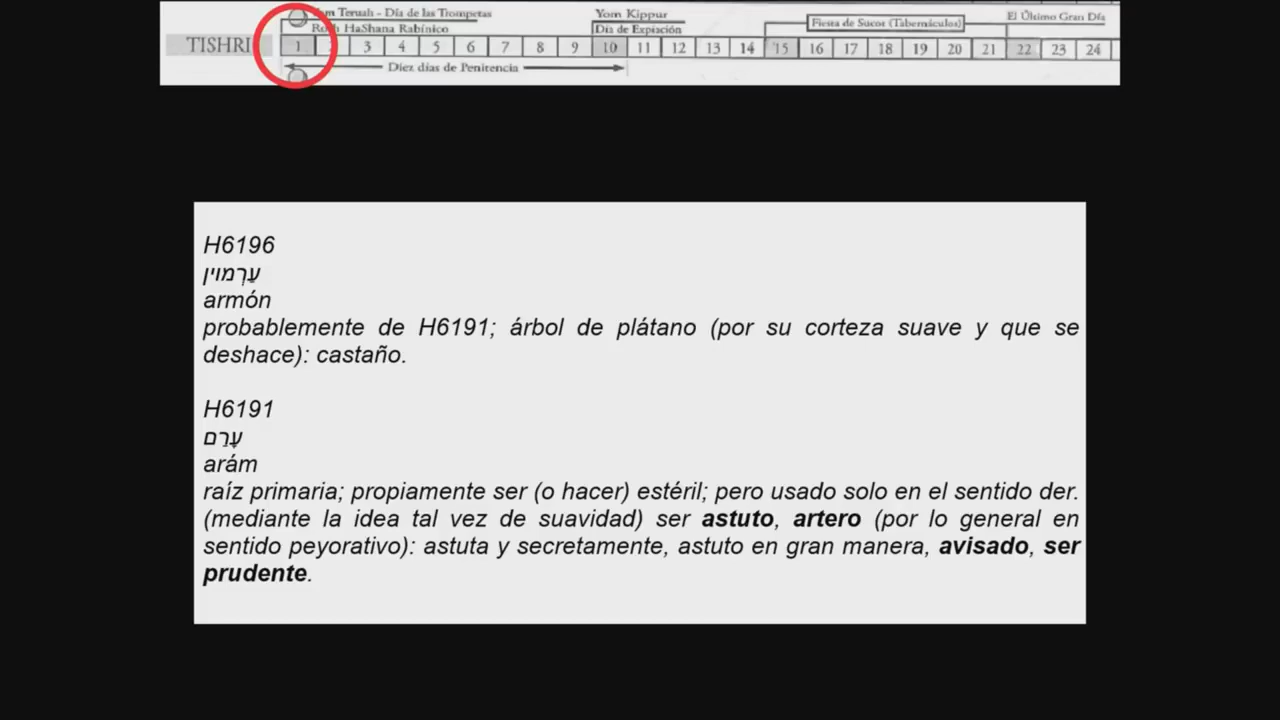 Yom Teruah - Día de las Trompetas
Yom Kippur
El Último Gran Día
Rosh HaShana Rabínico
Día de Expiación
Fiesta de Sucot (Tabernáculos)
TISHRI 1 2 3 4 5 6 7 8 9 10 11 12 13 14 15 16 17 18 19 20 21 22 23 24
Diez días de Penitencia
H6196
עַרְמוֹן
armón
probablemente de H6191; árbol de plátano (por su corteza suave y que se
deshace): castaño.
H6191
עָרַם
arám
raíz primaria; propiamente ser (o hacer) estéril; pero usado solo en el sentido der.
(mediante la idea tal vez de suavidad) ser astuto, artero (por lo general en
sentido peyorativo): astuta y secretamente, astuto en gran manera, avisado, ser
prudente.